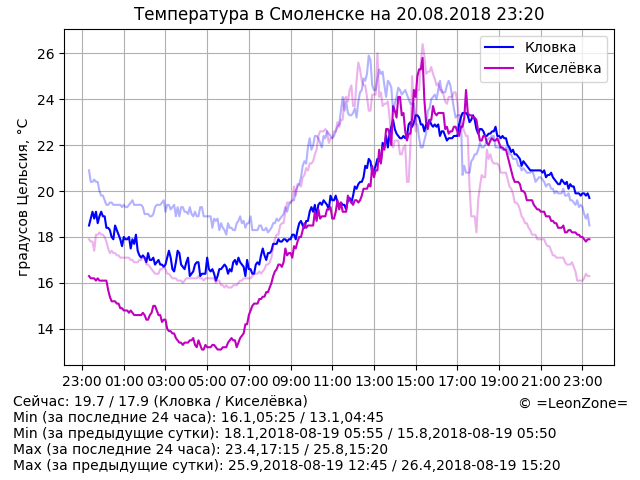 Температура в Смоленске на 20.08.2018 23:20
Кловка
Киселёвка
градусов Цельсия, °C
26
24
22
20
18
16
14
23:00 01:00 03:00 05:00 07:00 09:00 11:00 13:00 15:00 17:00 19:00 21:00 23:00
Сейчас: 19.7 / 17.9 (Кловка / Киселёвка)
© =LeonZone=
Min (за последние 24 часа): 16.1,05:25 / 13.1,04:45
Min (за предыдущие сутки): 18.1,2018-08-19 05:55 / 15.8,2018-08-19 05:50
Max (за последние 24 часа): 23.4,17:15 / 25.8,15:20
Max (за предыдущие сутки): 25.9,2018-08-19 12:45 / 26.4,2018-08-19 15:20